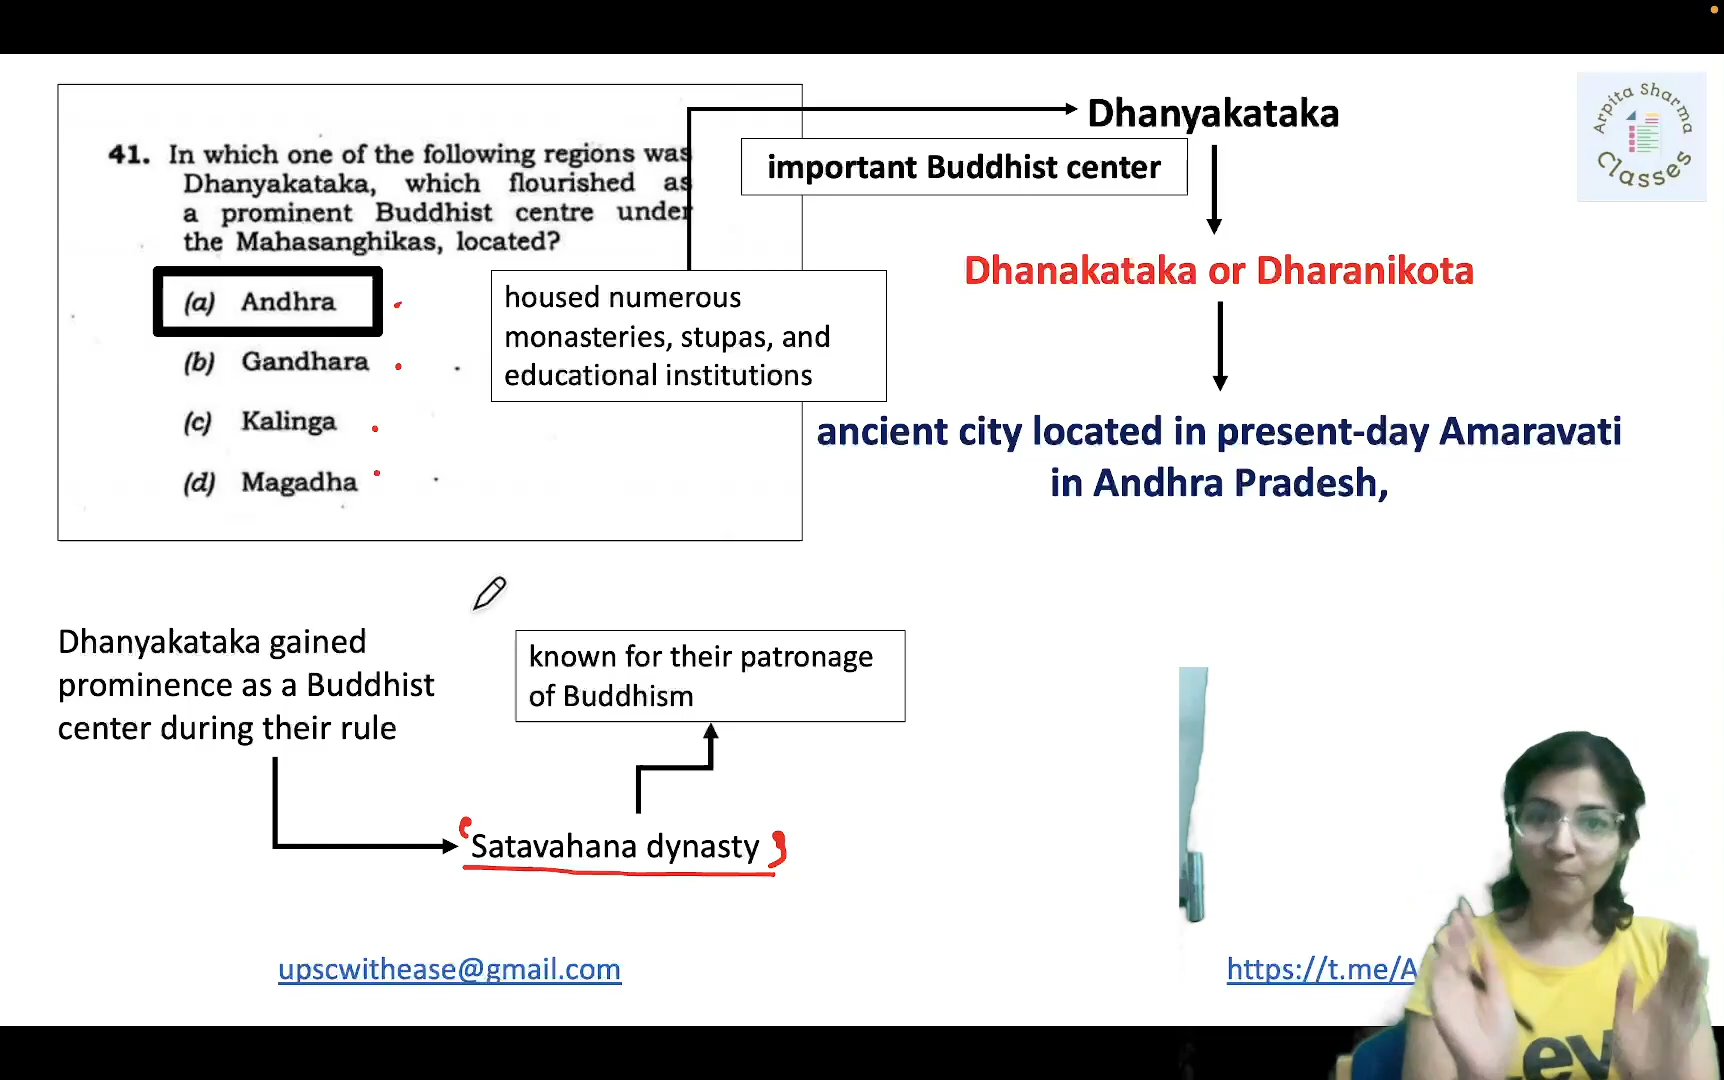 41. In which one of the following regions was
Dhanyakataka, which flourished as
a prominent Buddhist centre under
the Mahasanghikas, located?
(a) Andhra
(b) Gandhara
(c) Kalinga
(d) Magadha
housed numerous
monasteries, stupas, and
educational institutions
Dhanyakataka
important Buddhist center
Dhanakataka or Dharanikota
ancient city located in present-day Amaravati
in Andhra Pradesh,
Arpita Sharma
Classes
Dhanyakataka gained
prominence as a Buddhist
center during their rule
known for their patronage
of Buddhism
Satavahana dynasty
upscwithease@gmail.com
https://t.me/A